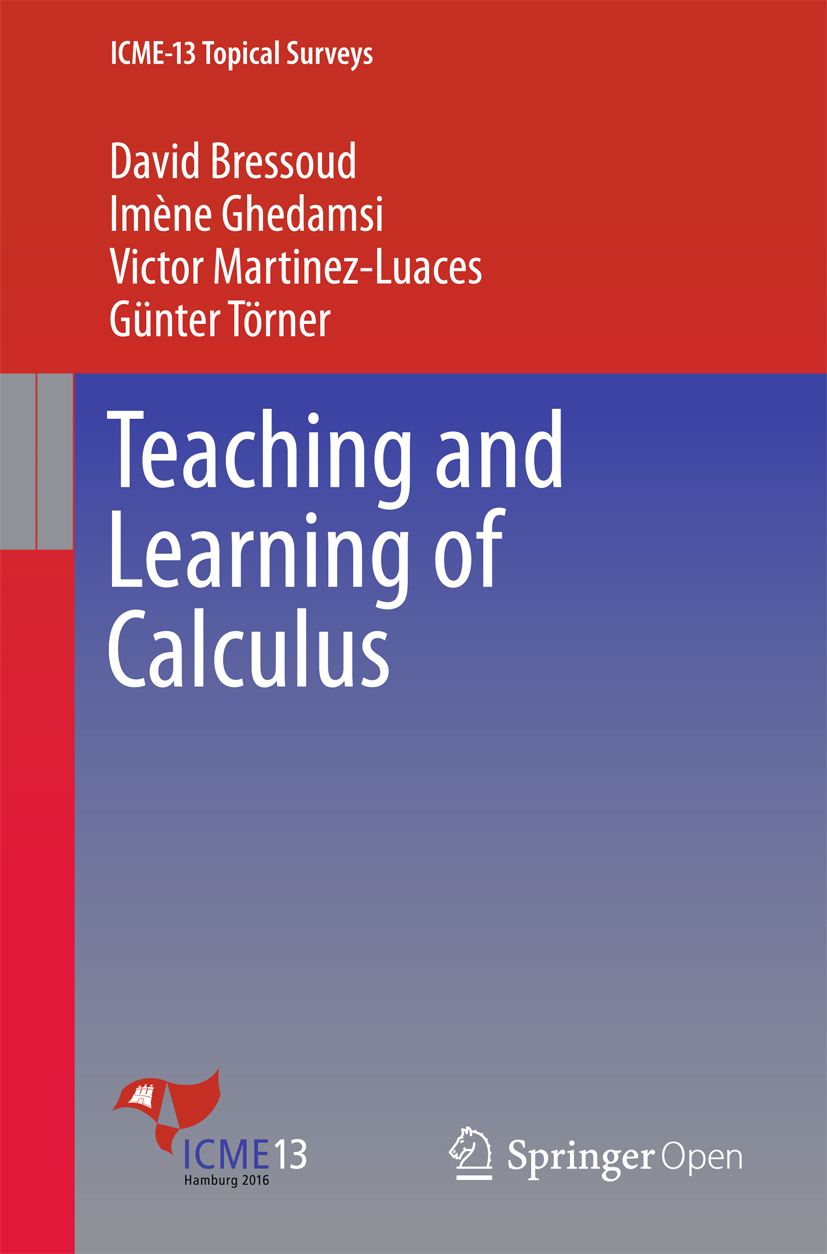 ICME-13 Topical Surveys
David Bressoud
Imène Ghedamsi
Victor Martinez-Luaces
Günter Törner
Teaching and
Learning of
Calculus
ICME13
Hamburg 2016
Springer Open